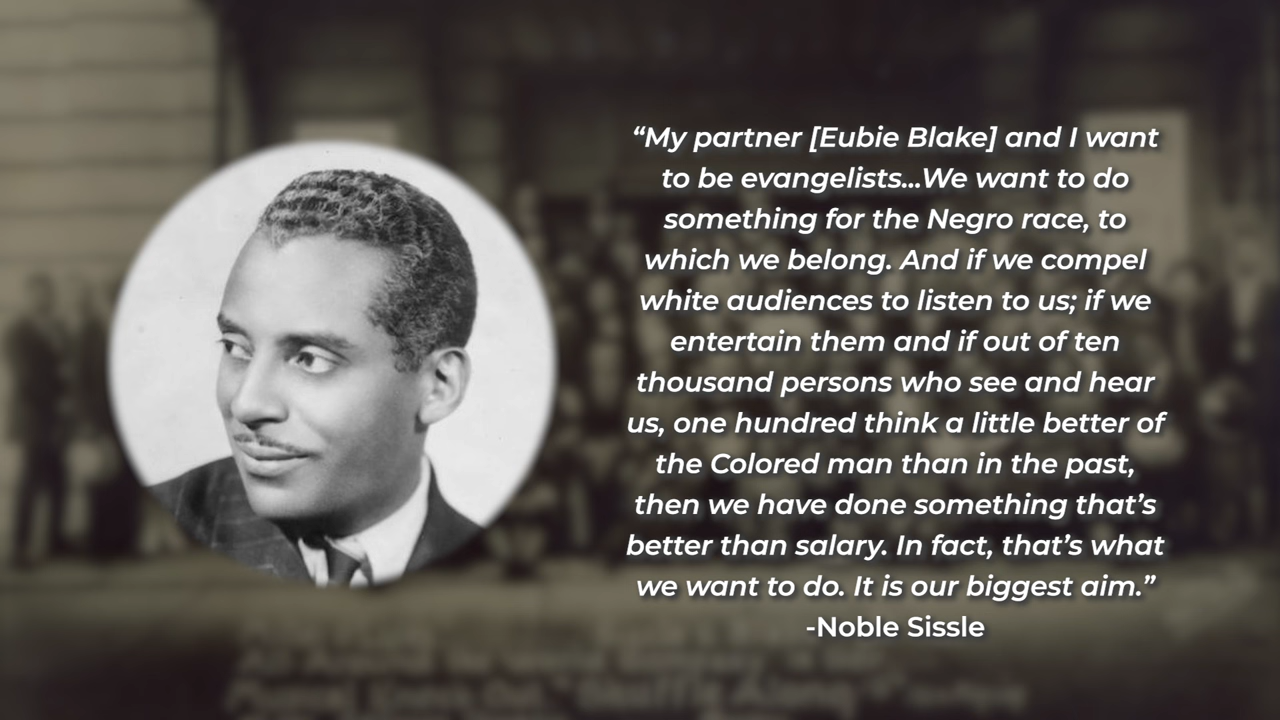 “My partner [Eubie Blake] and I want
to be evangelists...We want to do
something for the Negro race, to
which we belong. And if we compel
white audiences to listen to us; if we
entertain them and if out of ten
thousand persons who see and hear
us, one hundred think a little better of
the Colored man than in the past,
then we have done something that’s
better than salary. In fact, that’s what
we want to do. It is our biggest aim.”
-Noble Sissle
"Shuffle Along"